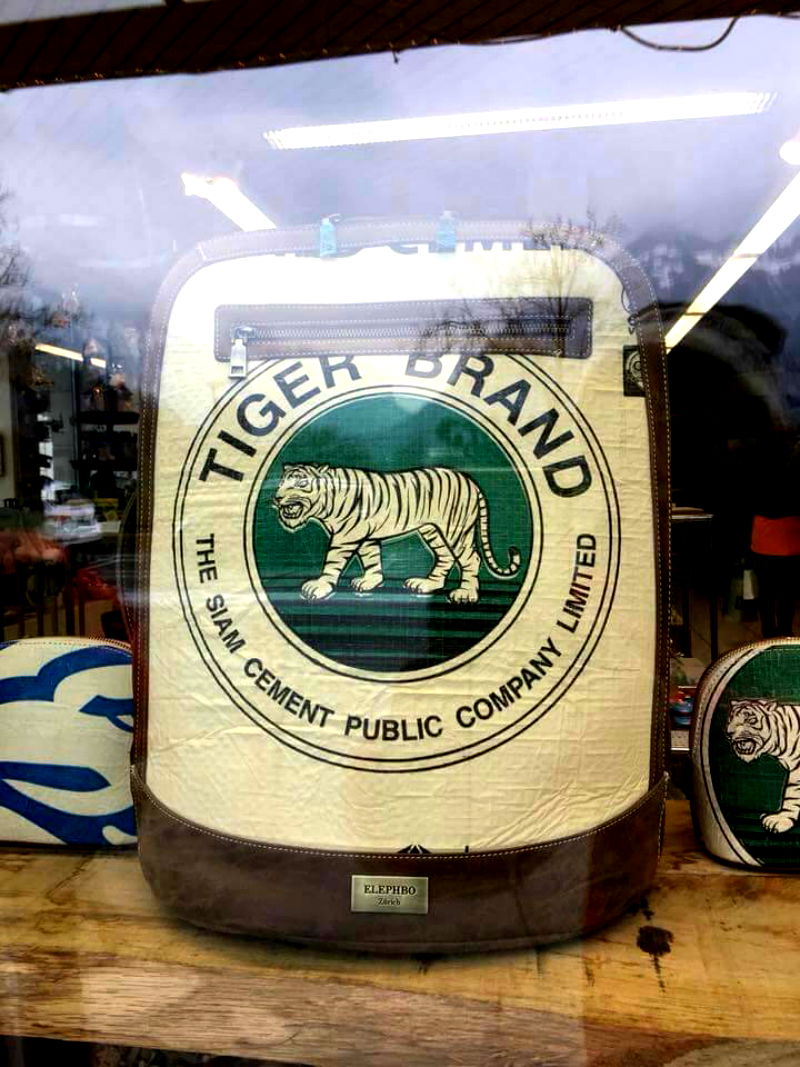 TIGER BRAND
THE SIAM CEMENT PUBLIC COMPANY LIMITED
ELEPHBO
Zürich